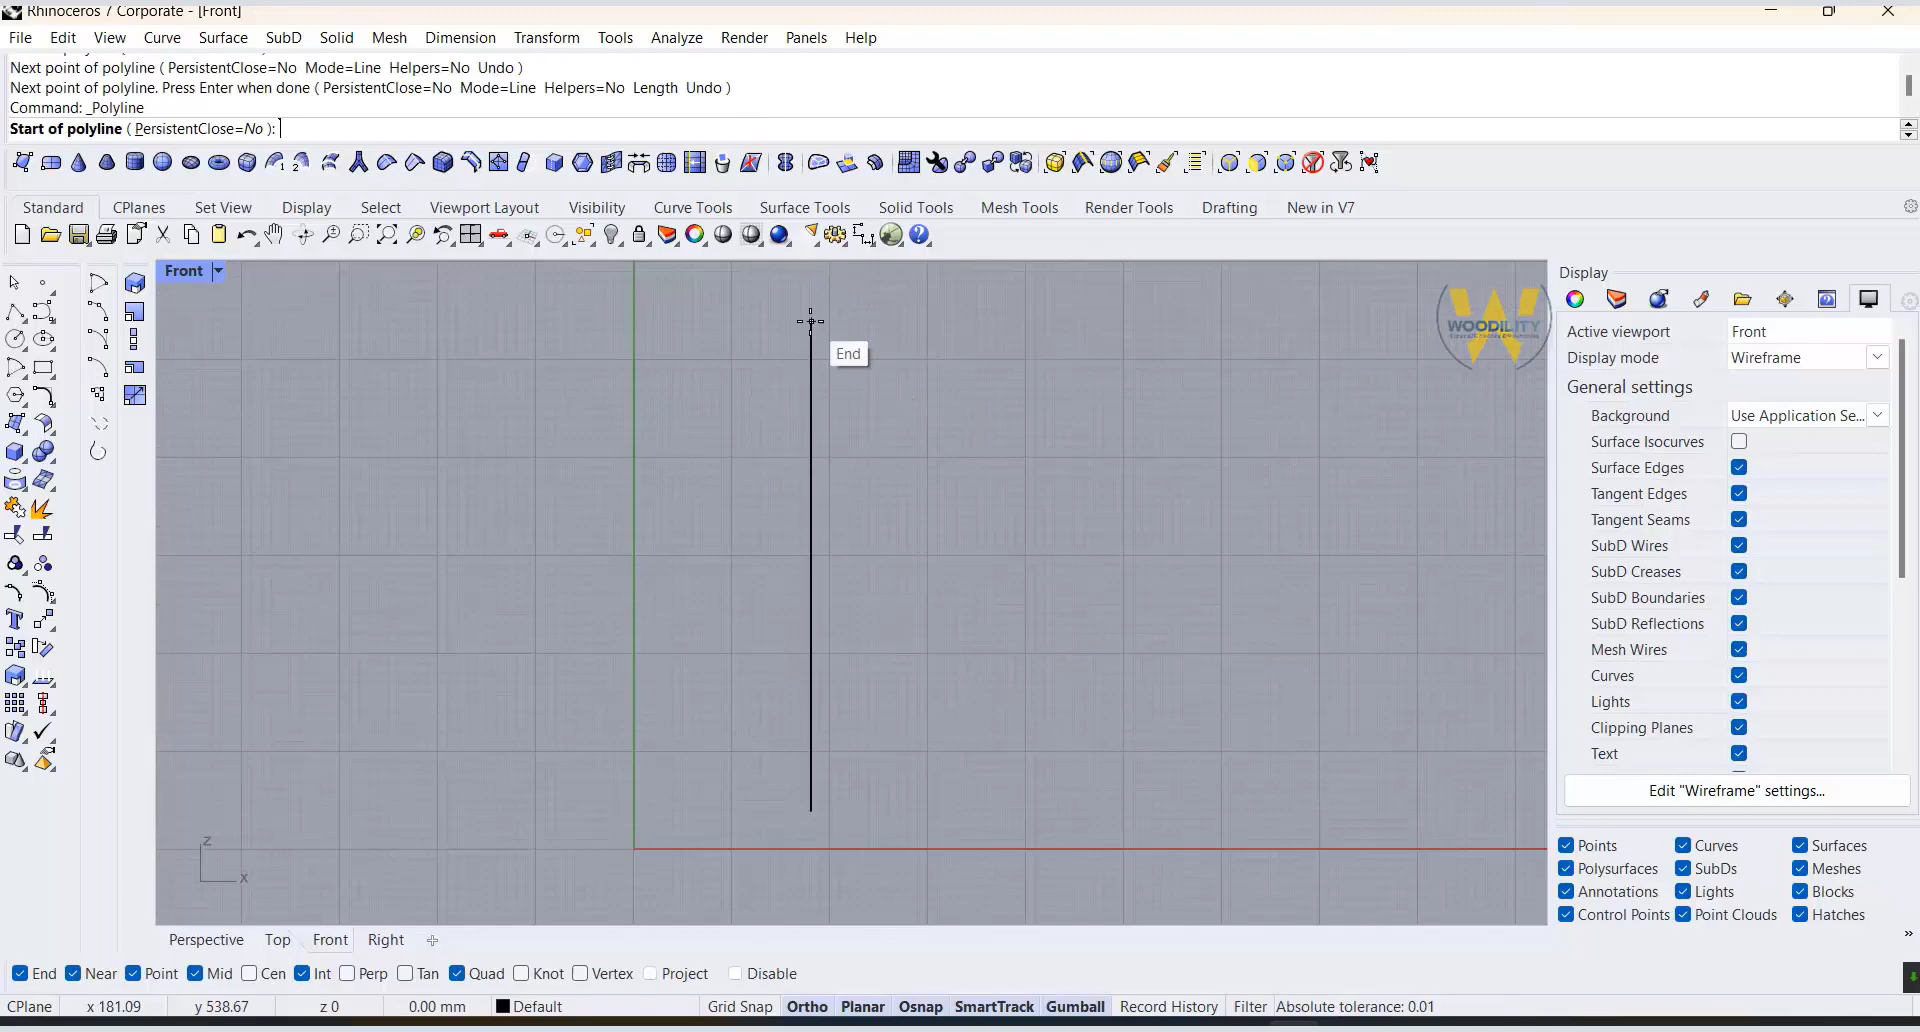 Rhinoceros 7 Corporate - [Front]
File Edit View Curve Surface SubD Solid Mesh Dimension Transform Tools Analyze Render Panels Help
Next point of polyline ( PersistentClose=No Mode=Line Helpers=No Undo )
Next point of polyline. Press Enter when done ( PersistentClose=No Mode=Line Helpers=No Length Undo )
Command: _Polyline
Start of polyline ( PersistentClose=No ):
Standard CPlanes Set View Display Select Viewport Layout Visibility Curve Tools Surface Tools Solid Tools Mesh Tools Render Tools Drafting New in V7
Front
End
WOODILITY
z
x
Display
Active viewport Front
Display mode Wireframe
General settings
Background Use Application Se...
Surface Isocurves
Surface Edges
Tangent Edges
Tangent Seams
SubD Wires
SubD Creases
SubD Boundaries
SubD Reflections
Mesh Wires
Curves
Lights
Clipping Planes
Text
Edit "Wireframe" settings...
Points Curves Surfaces
Polysurfaces SubDs Meshes
Annotations Lights Blocks
Control Points Point Clouds Hatches
»
Perspective Top Front Right
End Near Point Mid Cen Int Perp Tan Quad Knot Vertex Project Disable
CPlane x 181.09 y 538.67 z 0 0.00 mm Default Grid Snap Ortho Planar Osnap SmartTrack Gumball Record History Filter Absolute tolerance: 0.01